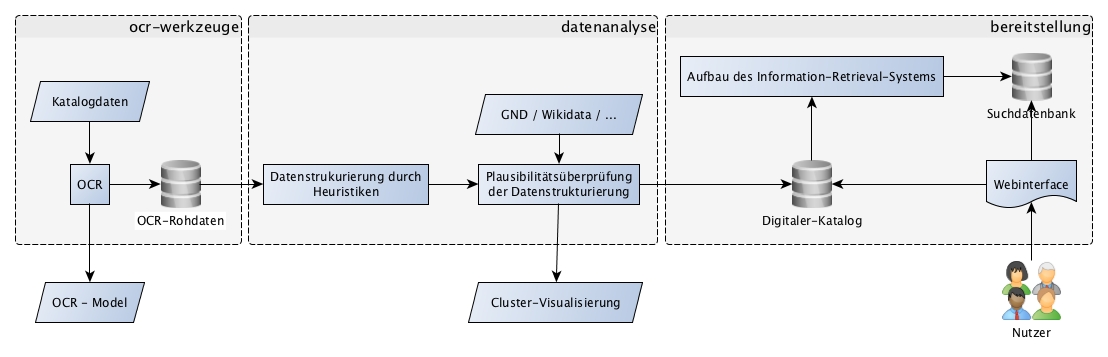 ocr-werkzeuge
Katalogdaten
OCR
OCR-Rohdaten
OCR - Model
datenanalyse
GND / Wikidata / ...
Datenstrukurierung durch
Heuristiken
Plausibilitätsüberprüfung
der Datenstrukturierung
Cluster-Visualisierung
bereitstellung
Aufbau des Information-Retrieval-Systems
Suchdatenbank
Digitaler-Katalog
Webinterface
Nutzer